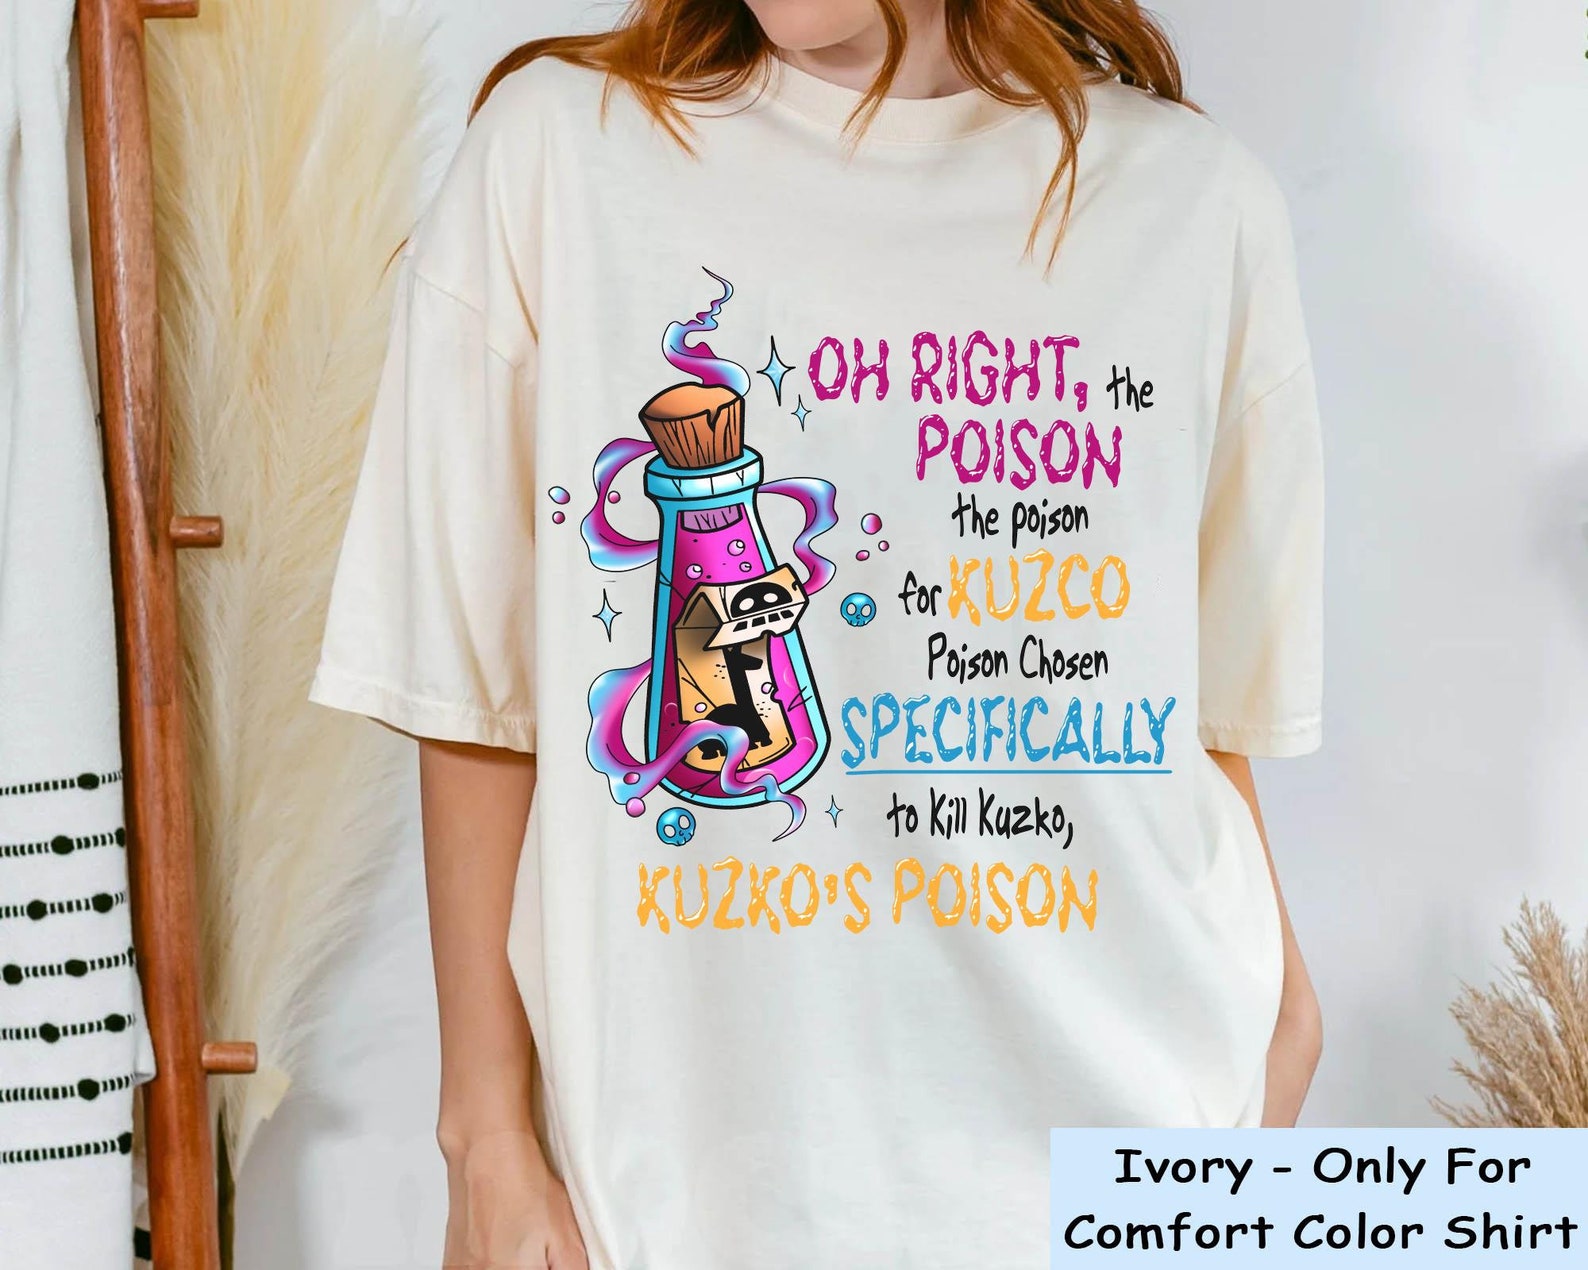 OH RIGHT, the
POISON
the poison
for KUZCO
Poison Chosen
SPECIFICALLY
to Kill Kuzko,
KUZKO'S POISON
Ivory - Only For
Comfort Color Shirt